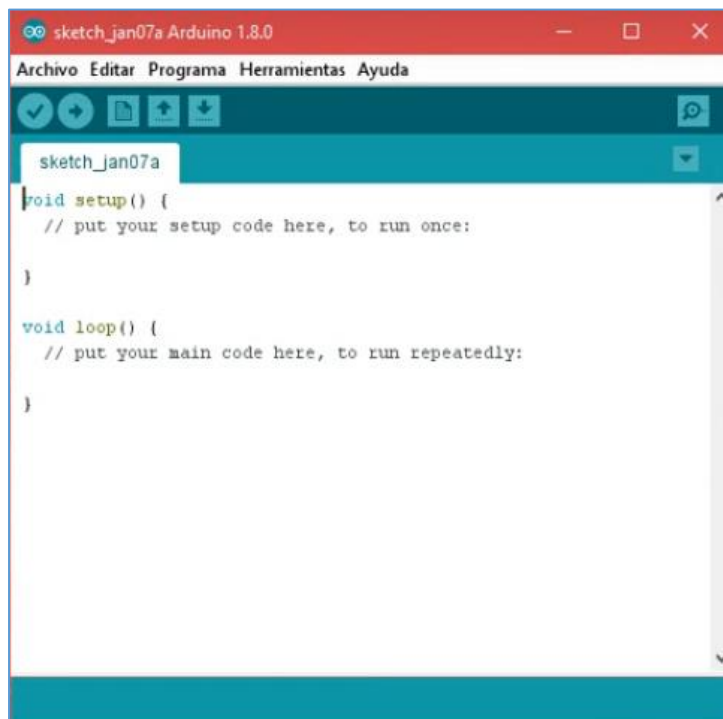 sketch_jan07a Arduino 1.8.0
Archivo Editar Programa Herramientas Ayuda
sketch_jan07a
void setup() {
  // put your setup code here, to run once:
}
void loop() {
  // put your main code here, to run repeatedly:
}